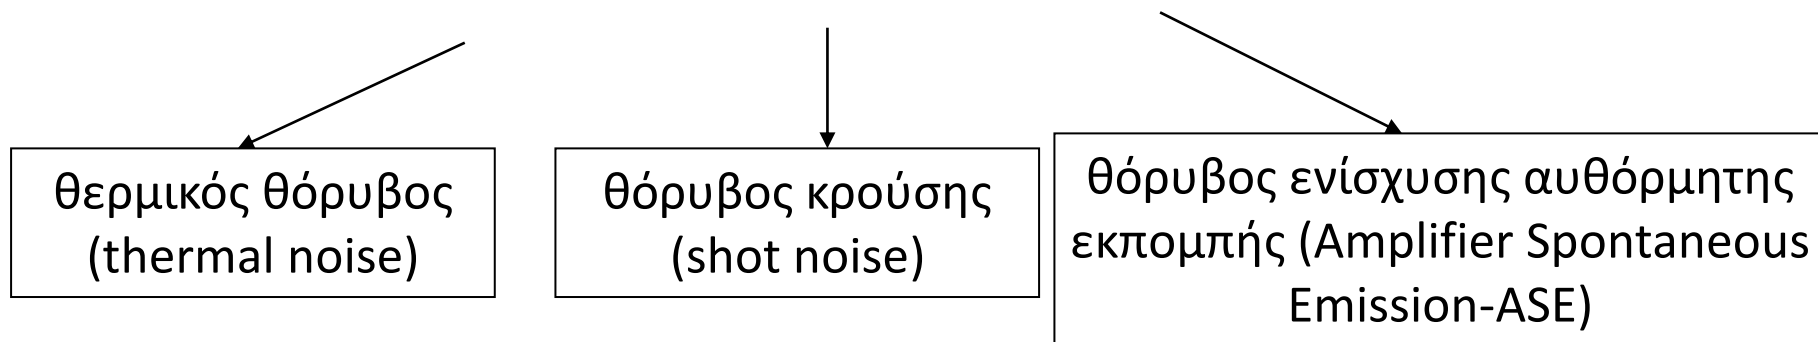 θερμικός θόρυβος
(thermal noise)
θόρυβος κρούσης
(shot noise)
θόρυβος ενίσχυσης αυθόρμητης
εκπομπής (Amplifier Spontaneous
Emission-ASE)